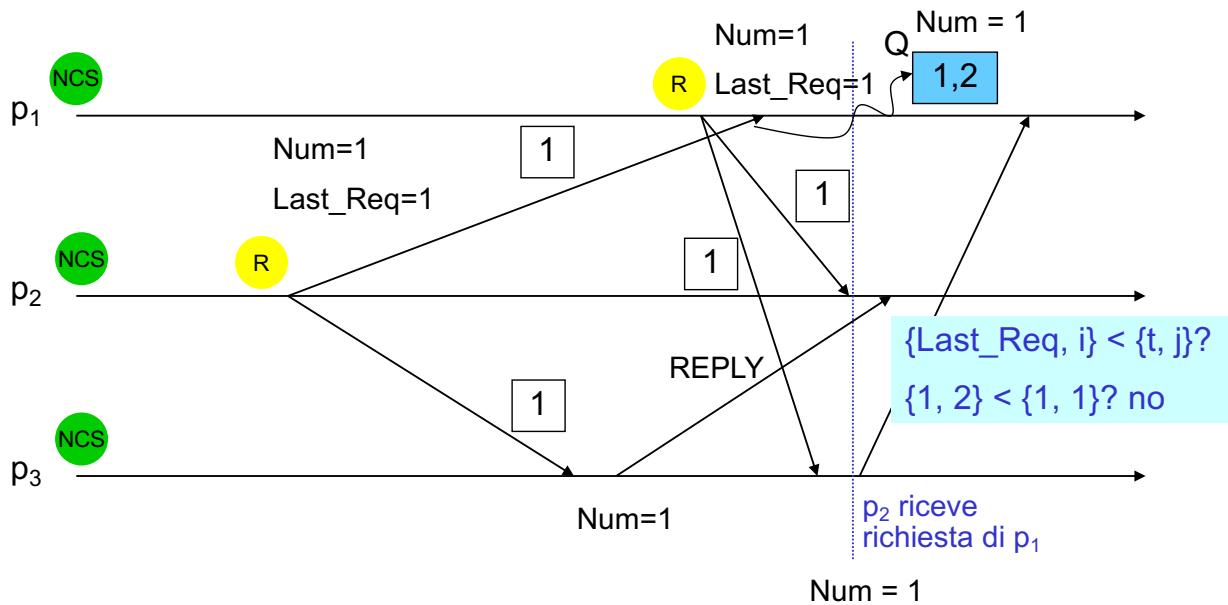 Num = 1
Num=1
Q
NCS
R
Last_Req=1
1,2
p1
1
Num=1
1
Last_Req=1
NCS
R
1
p2
{Last_Req, i} < {t, j}?
REPLY
{1, 2} < {1, 1}? no
1
NCS
p3
p2 riceve
richiesta di p1
Num=1
Num = 1